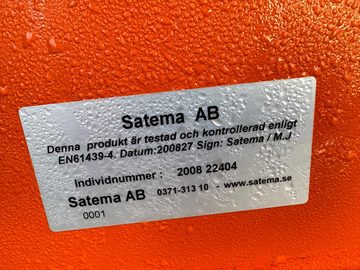 Satema AB
Denna produkt är testad och kontrollerad enligt
EN61439-4. Datum:200827 Sign: Satema / M.J
Individnummer : 2008 22404
Satema AB 0371-313 10 - www.satema.se
0001